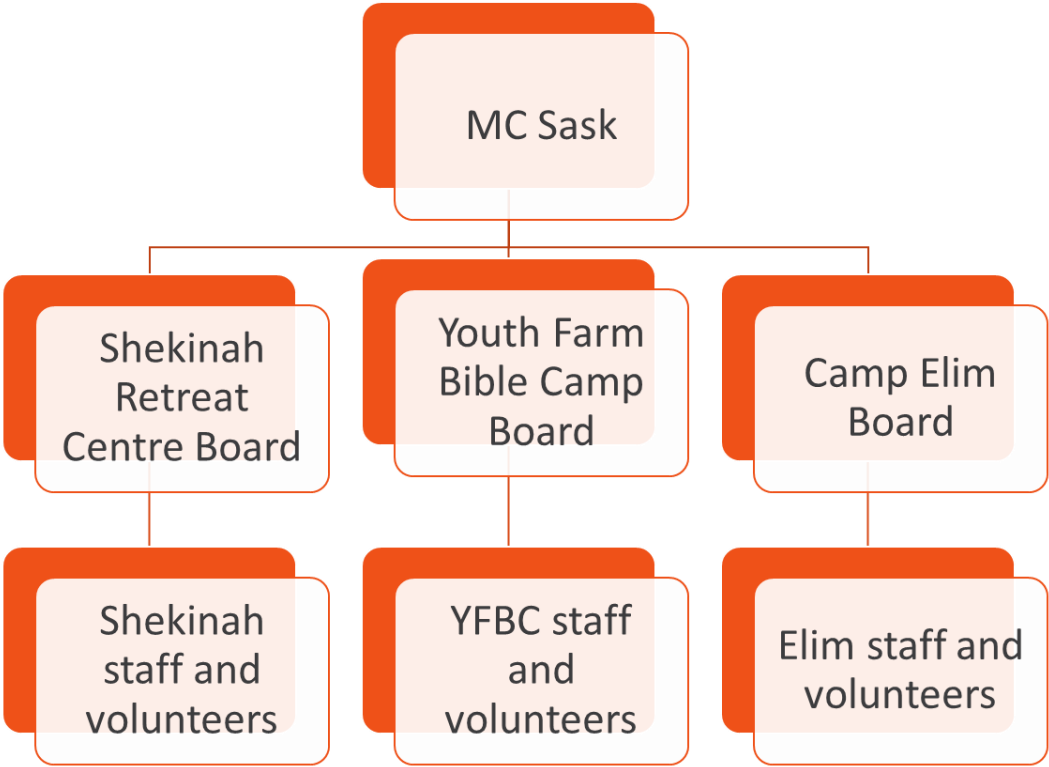 MC Sask
Shekinah
Retreat
Centre Board
Youth Farm
Bible Camp
Board
Camp Elim
Board
Shekinah
staff and
volunteers
YFBC staff
and
volunteers
Elim staff and
volunteers